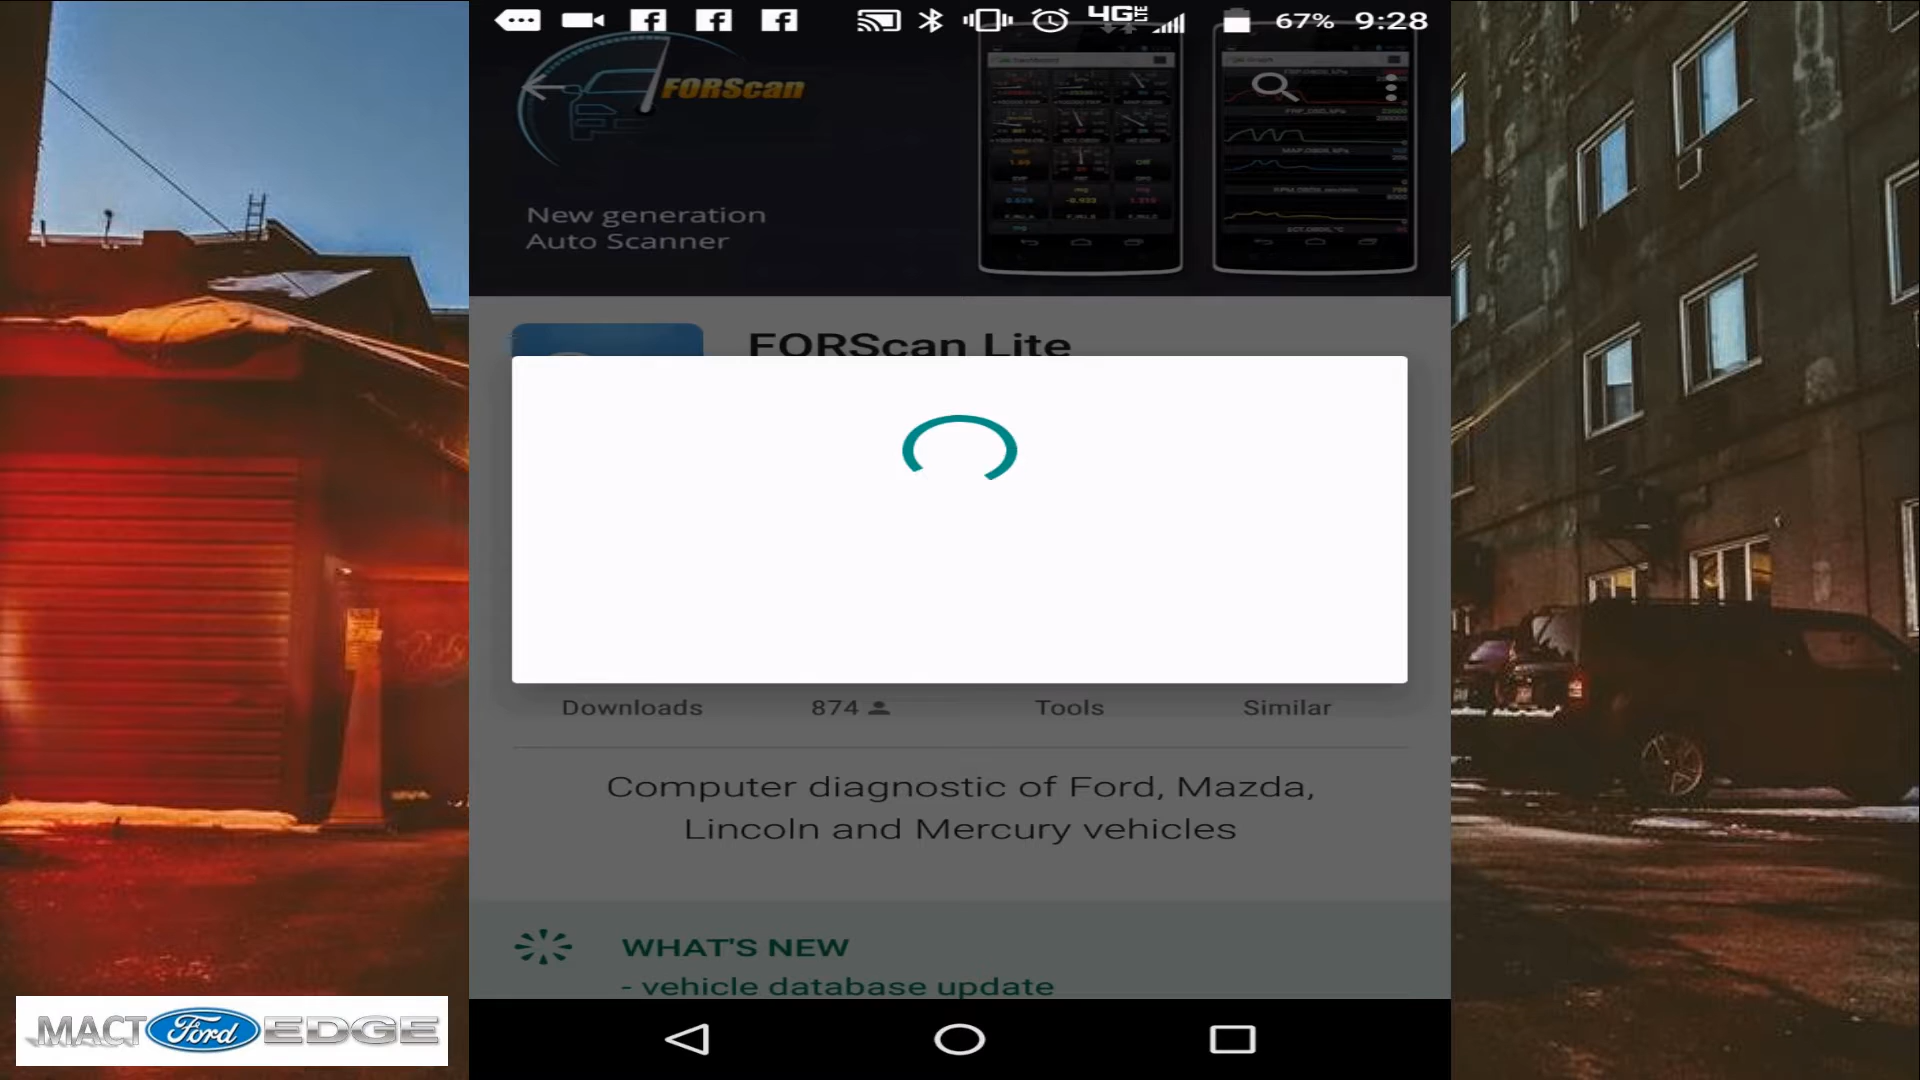 4G LTE 67% 9:28
FORScan
New generation
Auto Scanner
FORScan Lite
Downloads 874 Tools Similar
Computer diagnostic of Ford, Mazda,
Lincoln and Mercury vehicles
WHAT'S NEW
- vehicle database update
MACT Ford EDGE